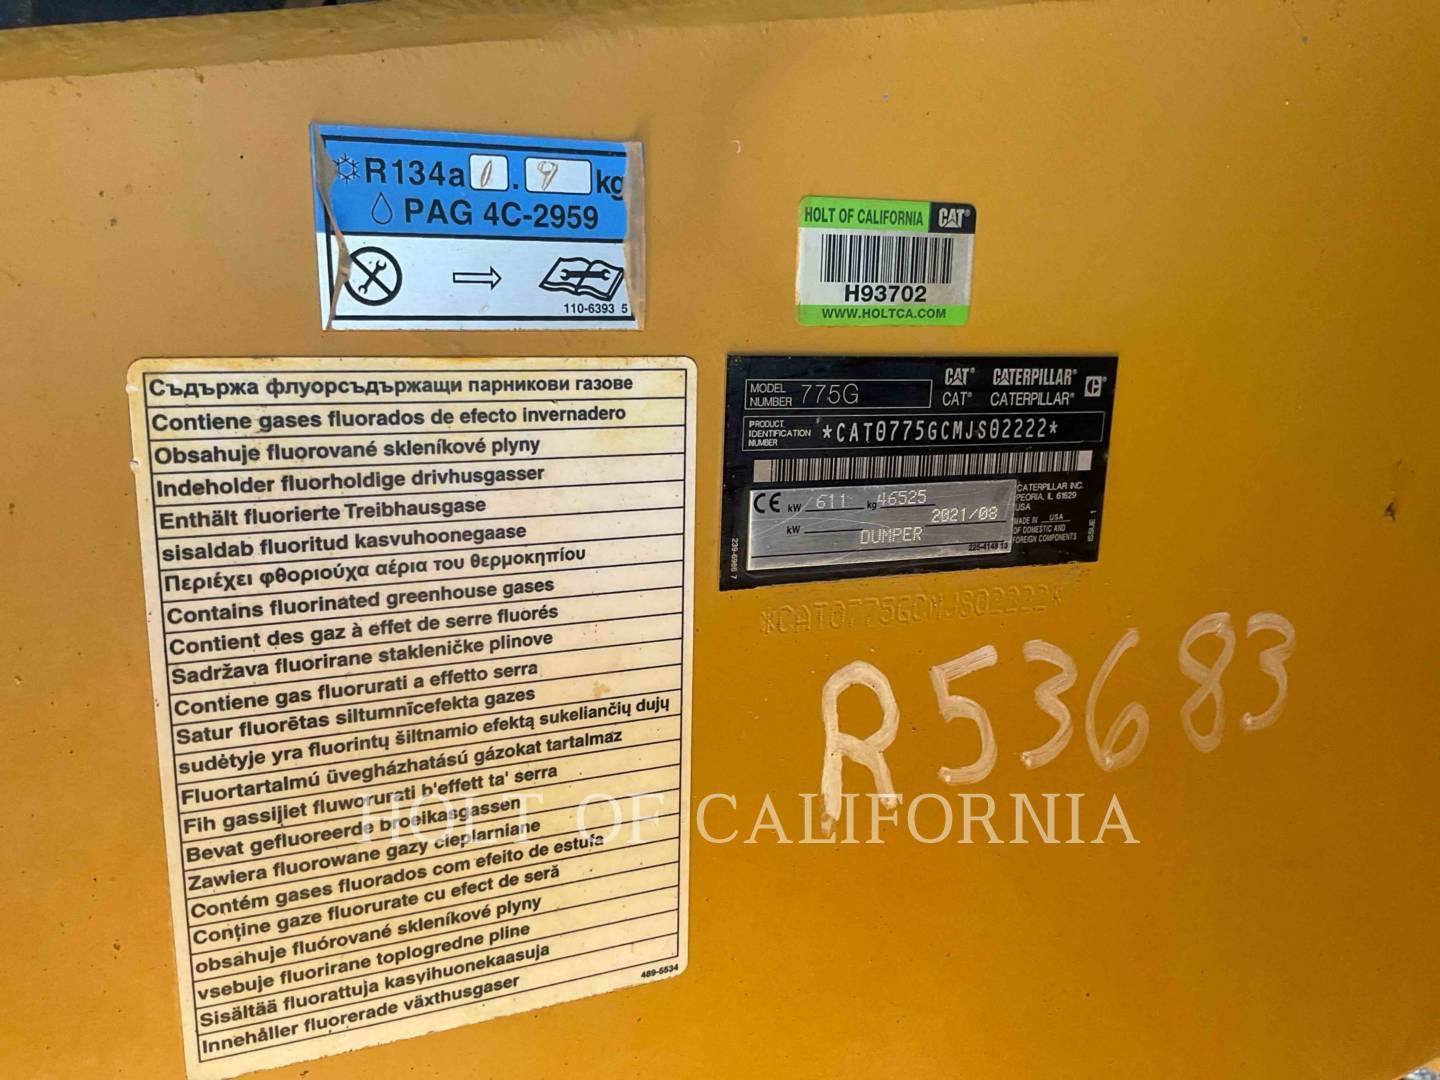 R134a 1.9 kg
PAG 4C-2959
110-6393 5
HOLT OF CALIFORNIA CAT
H93702
WWW.HOLTCA.COM
Съдържа флуорсъдържащи парникови газове
Contiene gases fluorados de efecto invernadero
Obsahuje fluorované skleníkové plyny
Indeholder fluorholdige drivhusgasser
Enthält fluorierte Treibhausgase
sisaldab fluoritud kasvuhoonegaase
Περιέχει φθοριούχα αέρια του θερμοκηπίου
Contains fluorinated greenhouse gases
Contient des gaz à effet de serre fluorés
Sadržava fluorirane stakleničke plinove
Contiene gas fluorurati a effetto serra
Satur fluorētas siltumnīcefekta gazes
sudėtyje yra fluorintų šiltnamio efektą sukeliančių dujų
Fluortartalmú üvegházhatású gázokat tartalmaz
Fih gassijiet fluworurati b'effett ta' serra
Bevat gefluoreerde broeikasgassen
Zawiera fluorowane gazy cieplarniane
Contém gases fluorados com efeito de estufa
Conține gaze fluorurate cu efect de seră
obsahuje fluórované skleníkové plyny
vsebuje fluorirane toplogredne pline
Sisältää fluorattuja kasvihuonekaasuja
Innehåller fluorerade växthusgaser
489-5534
MODEL NUMBER 775G
CAT CATERPILLAR
CAT CATERPILLAR
PRODUCT IDENTIFICATION NUMBER *CAT0775GCMJS02222*
CE kW 611 kg 46525
kW 2021/08
DUMPER
225-4148 13
CATERPILLAR INC.
PEORIA, IL 61629
USA
MADE IN USA
OF DOMESTIC AND
FOREIGN COMPONENTS
ISSUE 1
239-6986 7
*CAT0775GCMJS02222*
R53683
HOLT OF CALIFORNIA